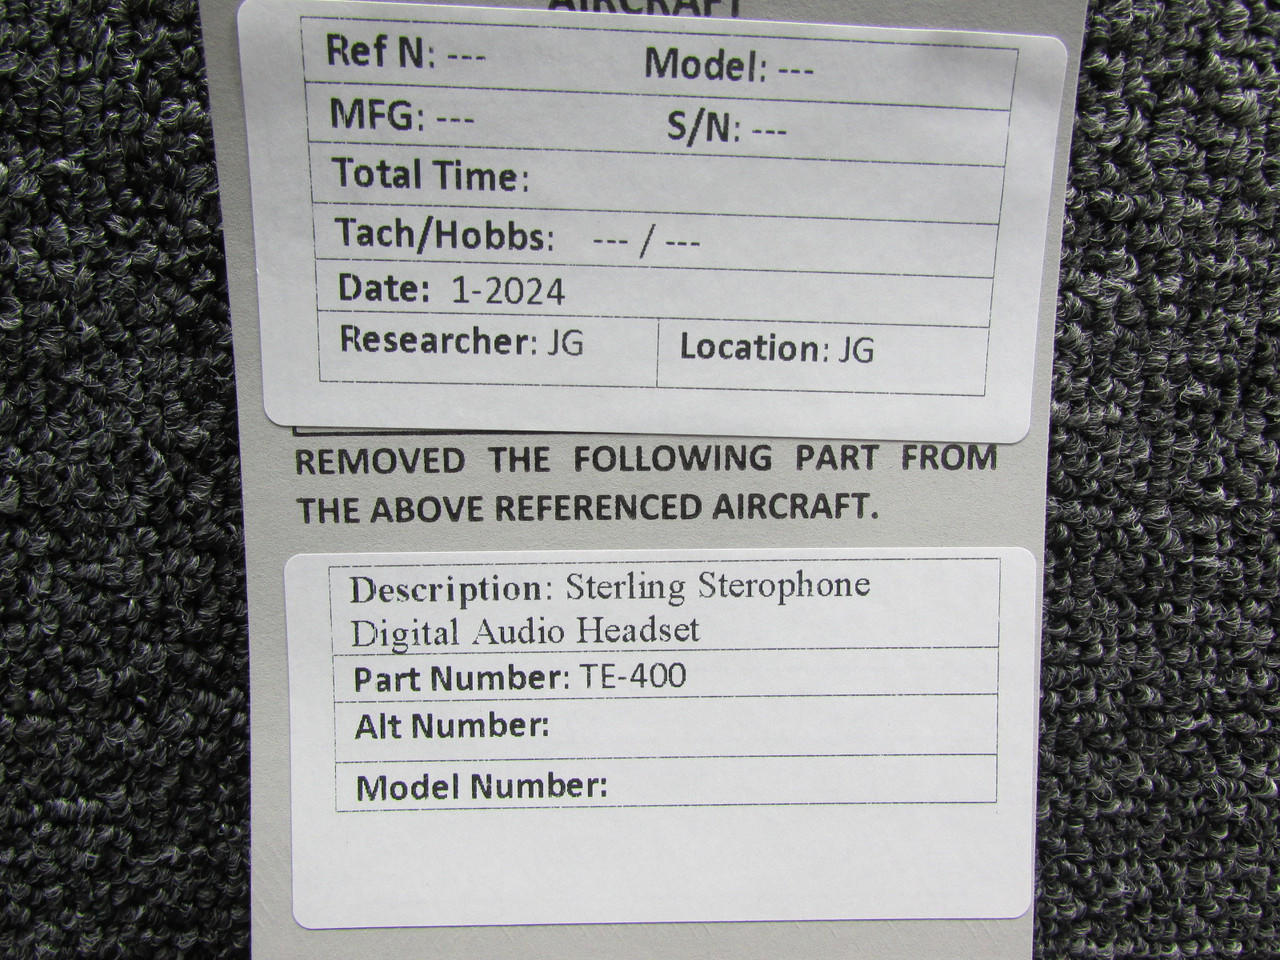 AIRCRAFT
Ref N: --- Model: ---
MFG: --- S/N: ---
Total Time:
Tach/Hobbs: --- / ---
Date: 1-2024
Researcher: JG Location: JG
REMOVED THE FOLLOWING PART FROM
THE ABOVE REFERENCED AIRCRAFT.
Description: Sterling Sterophone
Digital Audio Headset
Part Number: TE-400
Alt Number:
Model Number: